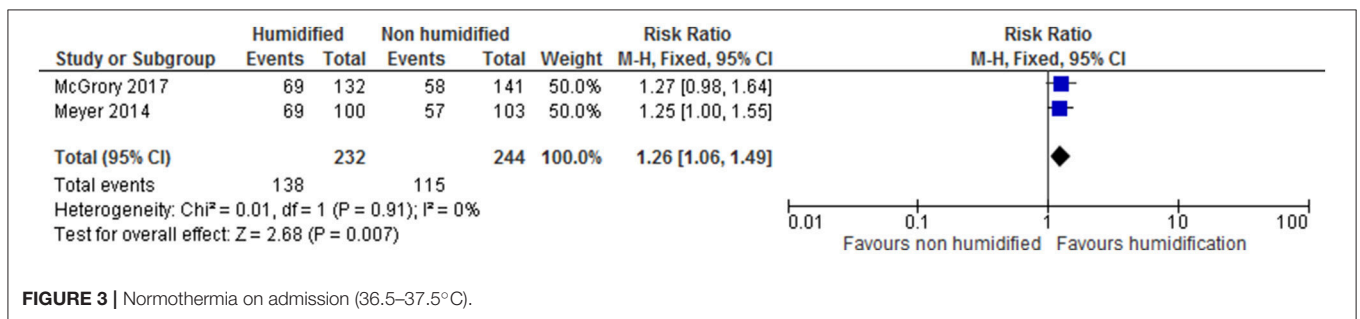 Humidified Non humidified Risk Ratio Risk Ratio
Study or Subgroup Events Total Events Total Weight M-H, Fixed, 95% CI M-H, Fixed, 95% CI
McGrory 2017 69 132 58 141 50.0% 1.27 [0.98, 1.64]
Meyer 2014 69 100 57 103 50.0% 1.25 [1.00, 1.55]
Total (95% CI) 232 244 100.0% 1.26 [1.06, 1.49]
Total events 138 115
Heterogeneity: Chi² = 0.01, df = 1 (P = 0.91); I² = 0%
Test for overall effect: Z = 2.68 (P = 0.007)
0.01 0.1 1 10 100
Favours non humidified Favours humidification
FIGURE 3 | Normothermia on admission (36.5–37.5°C).